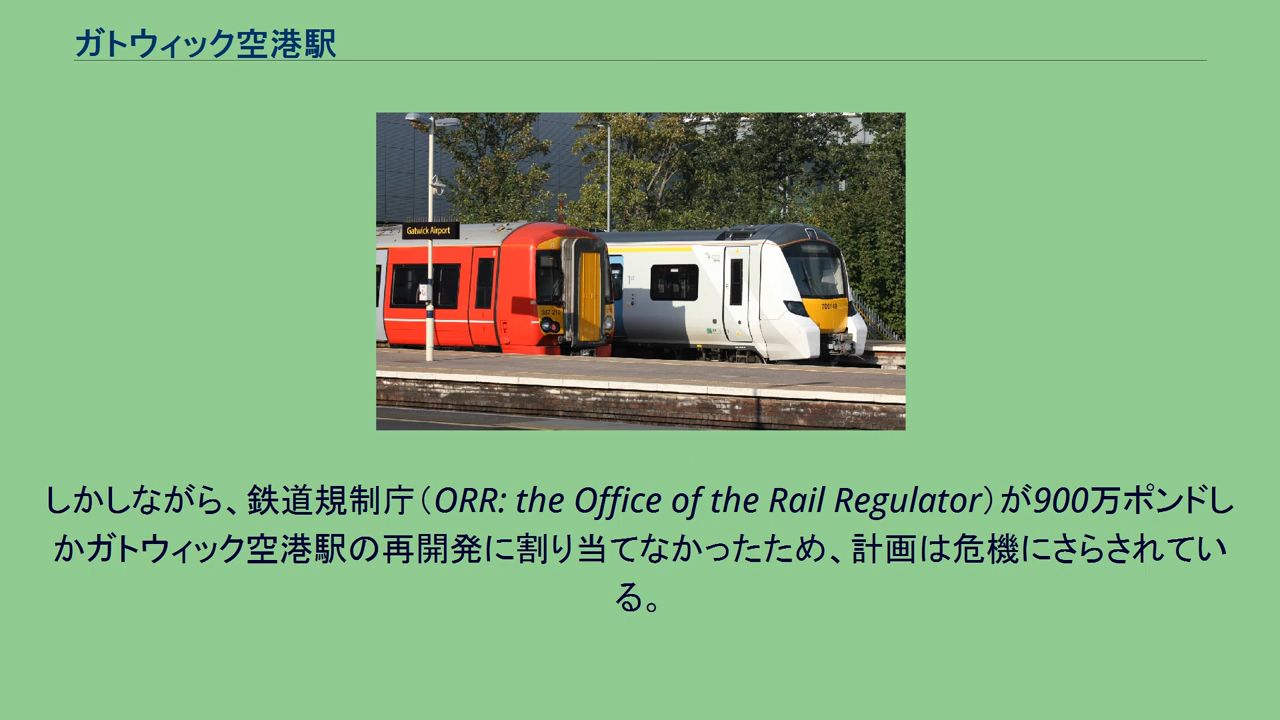 ガトウィック空港駅
Gatwick Airport
しかしながら、鉄道規制庁（ORR: the Office of the Rail Regulator）が900万ポンドし
かガトウィック空港駅の再開発に割り当てなかったため、計画は危機にさらされてい
る。